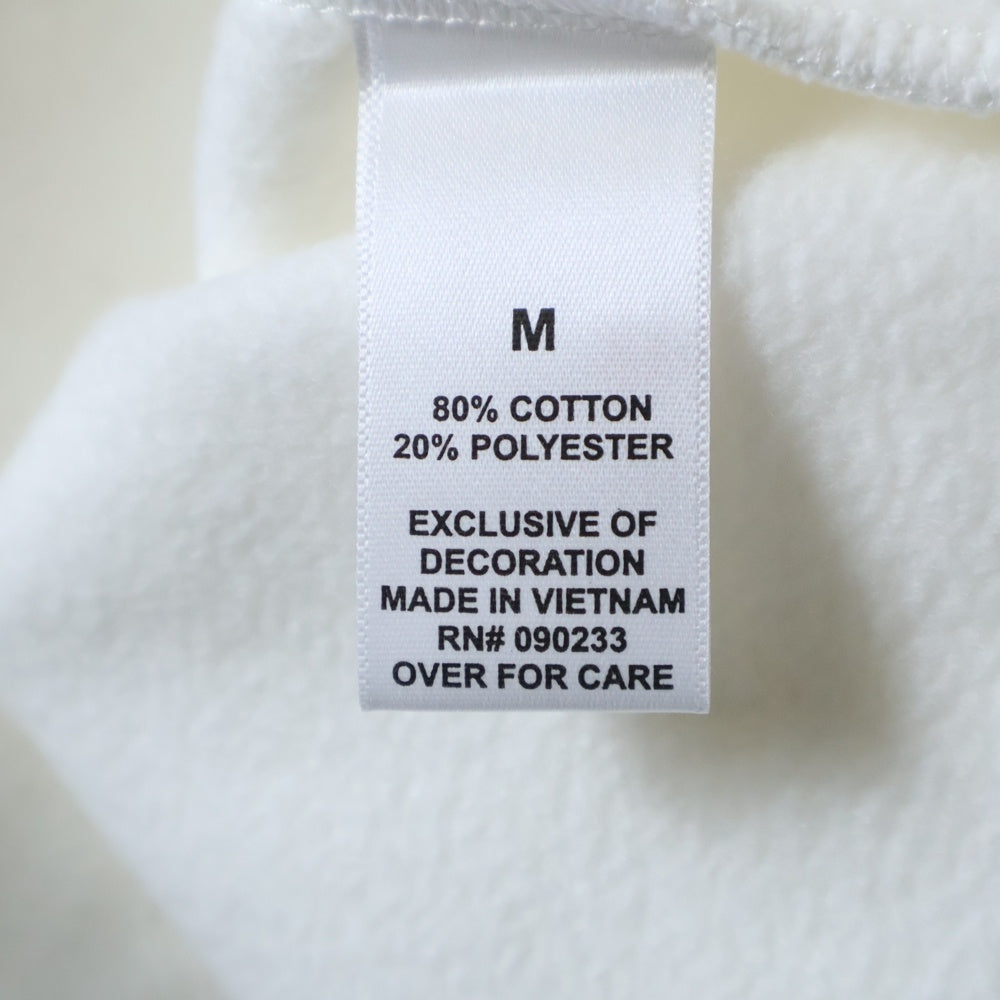 M
80% COTTON
20% POLYESTER
EXCLUSIVE OF
DECORATION
MADE IN VIETNAM
RN# 090233
OVER FOR CARE